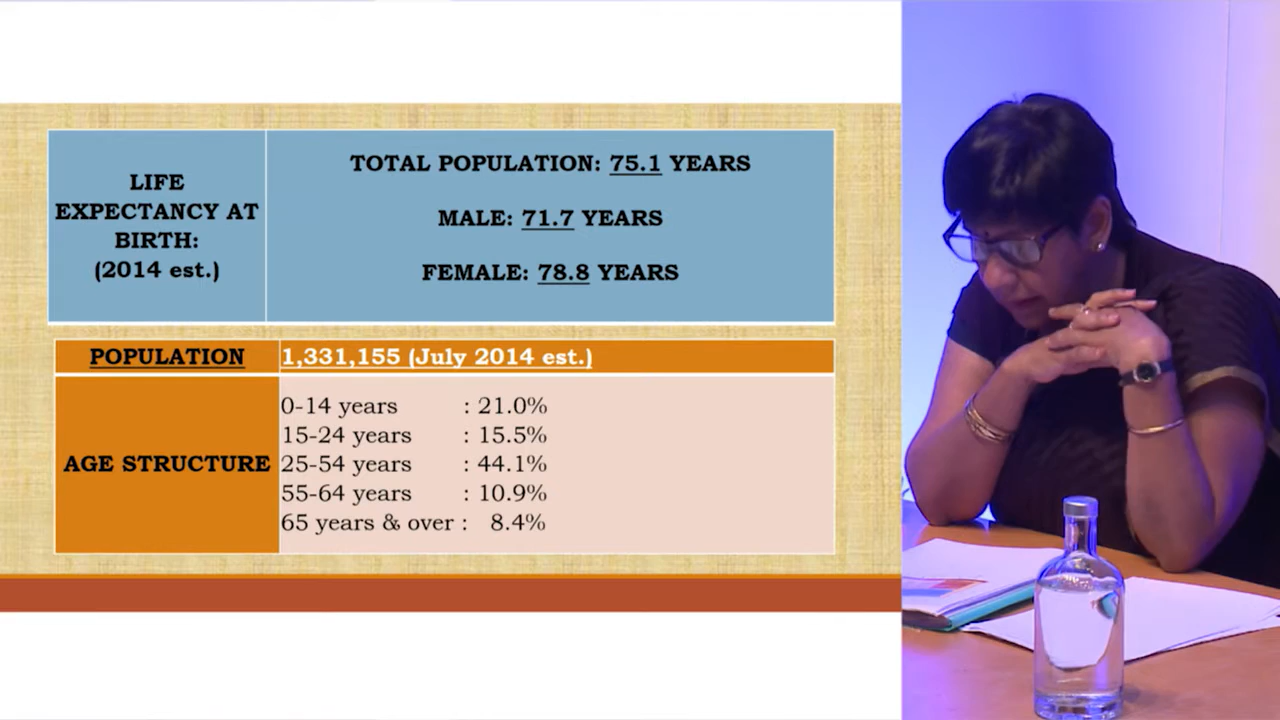 LIFE
EXPECTANCY AT
BIRTH:
(2014 est.)
TOTAL POPULATION: 75.1 YEARS
MALE: 71.7 YEARS
FEMALE: 78.8 YEARS
POPULATION
1,331,155 (July 2014 est.)
AGE STRUCTURE
0-14 years : 21.0%
15-24 years : 15.5%
25-54 years : 44.1%
55-64 years : 10.9%
65 years & over : 8.4%